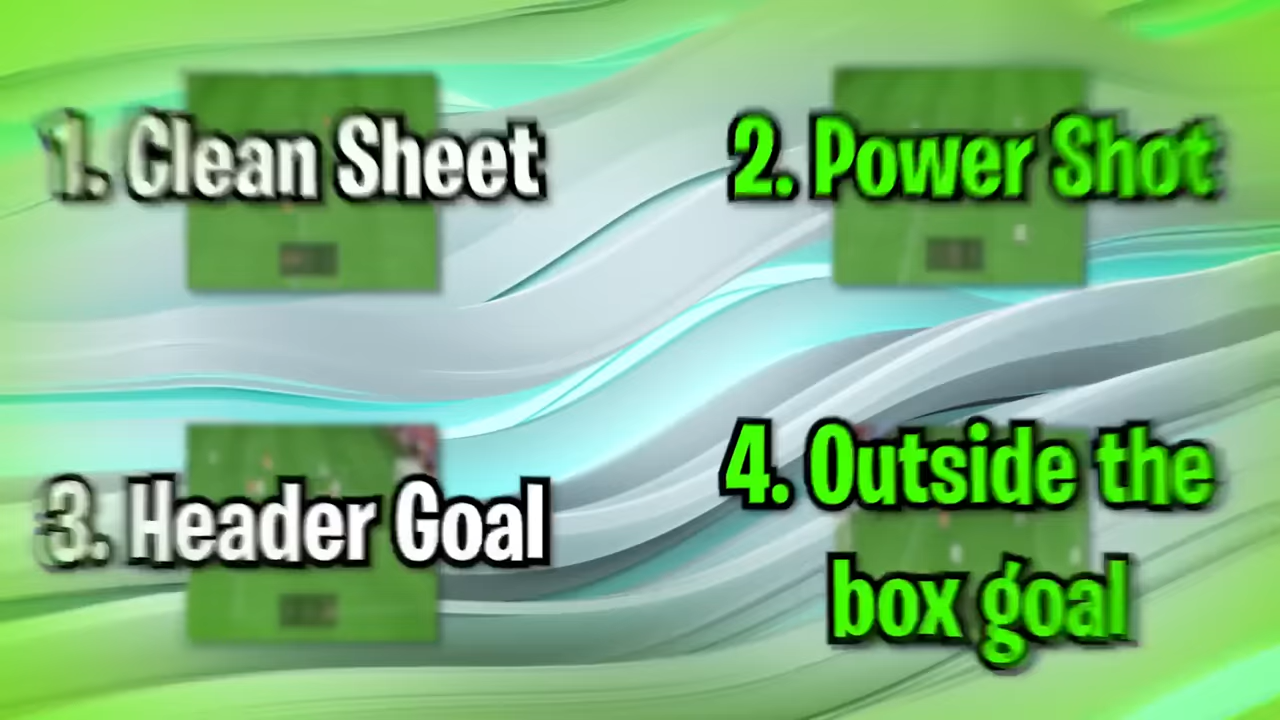 1. Clean Sheet
2. Power Shot
3. Header Goal
4. Outside the
box goal